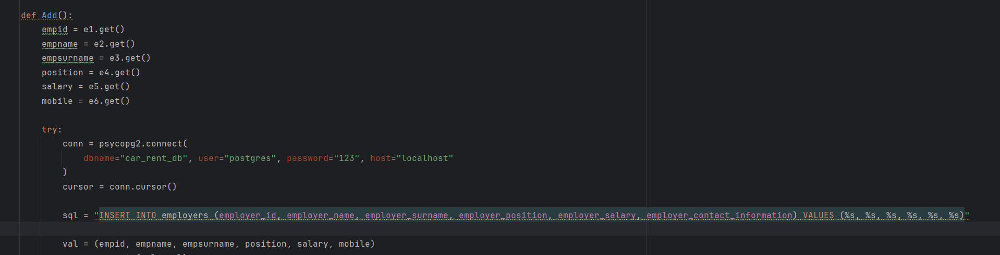 def Add():
    empid = e1.get()
    empname = e2.get()
    empsurname = e3.get()
    position = e4.get()
    salary = e5.get()
    mobile = e6.get()
    try:
        conn = psycopg2.connect(
            dbname="car_rent_db", user="postgres", password="123", host="localhost"
        )
        cursor = conn.cursor()
        sql = "INSERT INTO employers (employer_id, employer_name, employer_surname, employer_position, employer_salary, employer_contact_information) VALUES (%s, %s, %s, %s, %s, %s)"
        val = (empid, empname, empsurname, position, salary, mobile)